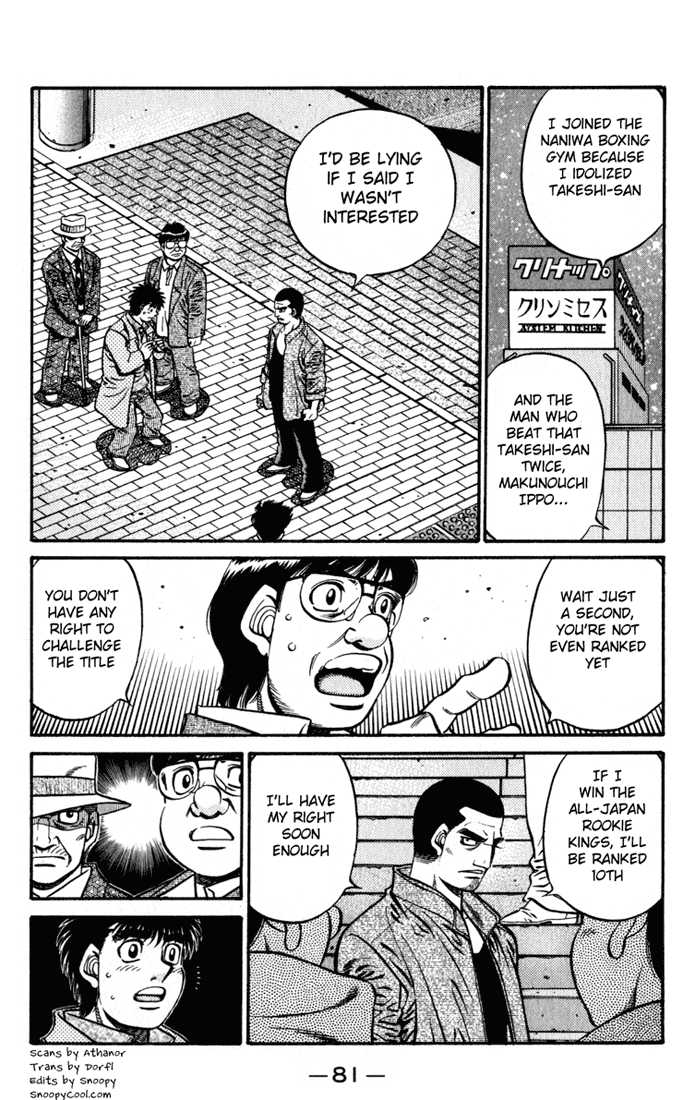 I JOINED THE
NANIWA BOXING
GYM BECAUSE
I IDOLIZED
TAKESHI-SAN
クリナップ。
クリンミセス
SYSTEM KITCHEN
AND THE
MAN WHO
BEAT THAT
TAKESHI-SAN
TWICE,
MAKUNOUCHI
IPPO...
I'D BE LYING
IF I SAID I
WASN'T
INTERESTED
WAIT JUST
A SECOND,
YOU'RE NOT
EVEN RANKED
YET
YOU DON'T
HAVE ANY
RIGHT TO
CHALLENGE
THE TITLE
IF I
WIN THE
ALL-JAPAN
ROOKIE
KINGS, I'LL
BE RANKED
10TH
I'LL HAVE
MY RIGHT
SOON
ENOUGH
Scans by Athanor
Trans by Dorfl
Edits by Snoopy
SnoopyCool.com
—81—